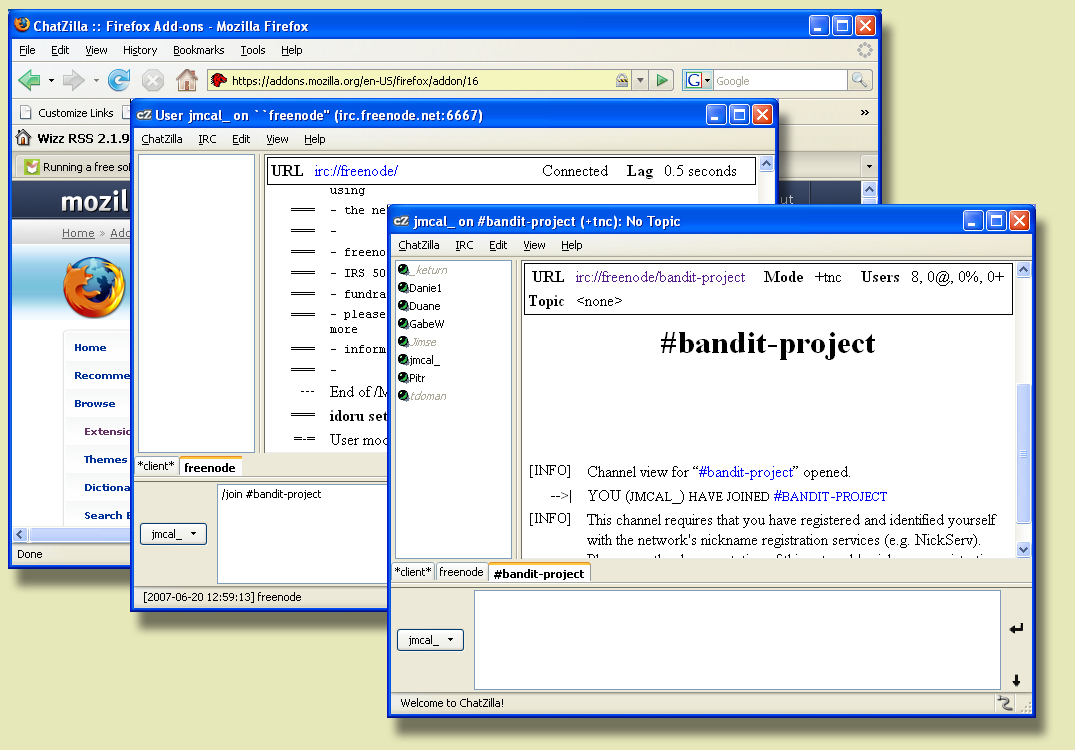 ChatZilla :: Firefox Add-ons - Mozilla Firefox
File Edit View History Bookmarks Tools Help
https://addons.mozilla.org/en-US/firefox/addon/16
G Google
Customize Links
Wizz RSS 2.1.9
Running a free so
mozil
ut
Home » Add
Home
Recomme
Browse
Extensio
Themes
Dictiona
Search E
Done
cZ User jmcal_ on ``freenode'' (irc.freenode.net:6667)
ChatZilla IRC Edit View Help
URL irc://freenode/ Connected Lag 0.5 seconds
using
=== - the ne
=== -
=== - freeno
=== - IRS 50
=== - fundra
=== - please
more
=== - inform
=== -
--- End of /M
=== idoru set
=-= User mod
*client* freenode
/join #bandit-project
jmcal_
[2007-06-20 12:59:13] freenode
cZ jmcal_ on #bandit-project (+tnc): No Topic
ChatZilla IRC Edit View Help
_keturn
Danie1
Duane
GabeW
Jimse
jmcal_
Pitr
tdoman
URL irc://freenode/bandit-project Mode +tnc Users 8, 0@, 0%, 0+
Topic <none>
#bandit-project
[INFO] Channel view for “#bandit-project” opened.
-->| YOU (JMCAL_) HAVE JOINED #BANDIT-PROJECT
[INFO] This channel requires that you have registered and identified yourself
with the network's nickname registration services (e.g. NickServ).
*client* freenode #bandit-project
jmcal_
Welcome to ChatZilla!